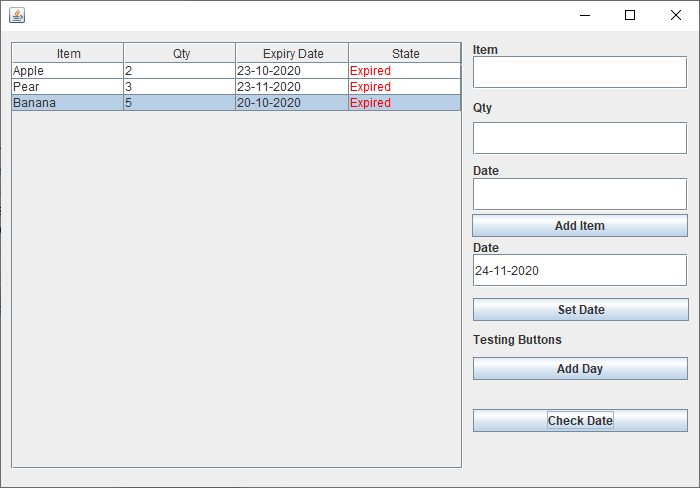 Item Qty Expiry Date State
Apple 2 23-10-2020 Expired
Pear 3 23-11-2020 Expired
Banana 5 20-10-2020 Expired
Item
Qty
Date
Add Item
Date
24-11-2020
Set Date
Testing Buttons
Add Day
Check Date